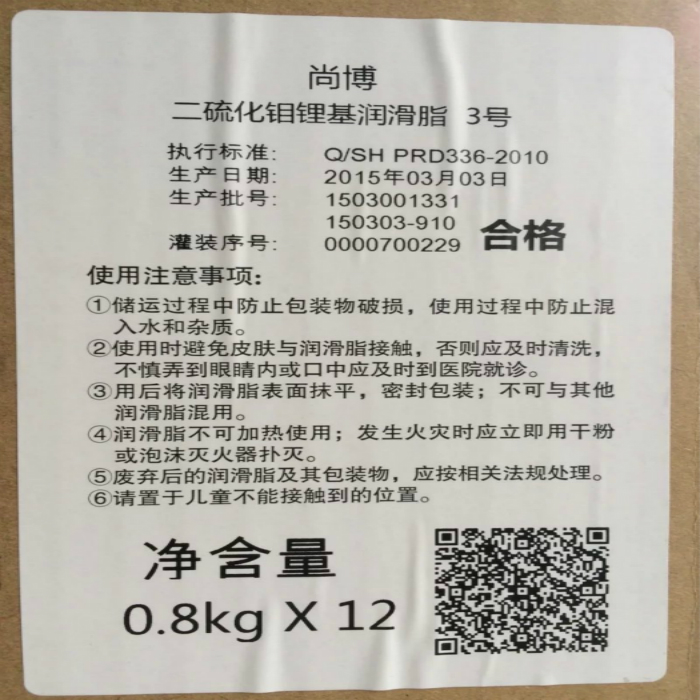 尚博
二硫化钼锂基润滑脂 3号
执行标准: Q/SH PRD336-2010
生产日期: 2015年03月03日
生产批号: 1503001331
150303-910
灌装序号: 0000700229 合格
使用注意事项:
①储运过程中防止包装物破损，使用过程中防止混
入水和杂质。
②使用时避免皮肤与润滑脂接触，否则应及时清洗，
不慎弄到眼睛内或口中应及时到医院就诊。
③用后将润滑脂表面抹平，密封包装；不可与其他
润滑脂混用。
④润滑脂不可加热使用；发生火灾时应立即用干粉
或泡沫灭火器扑灭。
⑤废弃后的润滑脂及其包装物，应按相关法规处理。
⑥请置于儿童不能接触到的位置。
净含量
0.8kg X 12